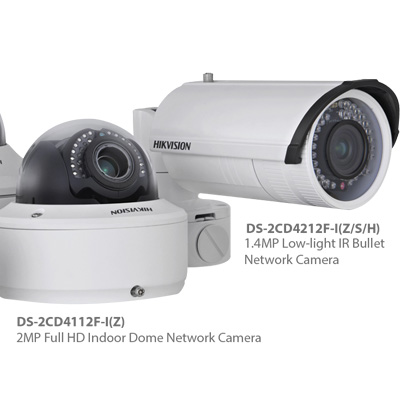 HIKVISION
DS-2CD4212F-I(Z/S/H)
1.4MP Low-light IR Bullet
Network Camera
HIKVISION
DS-2CD4112F-I(Z)
2MP Full HD Indoor Dome Network Camera